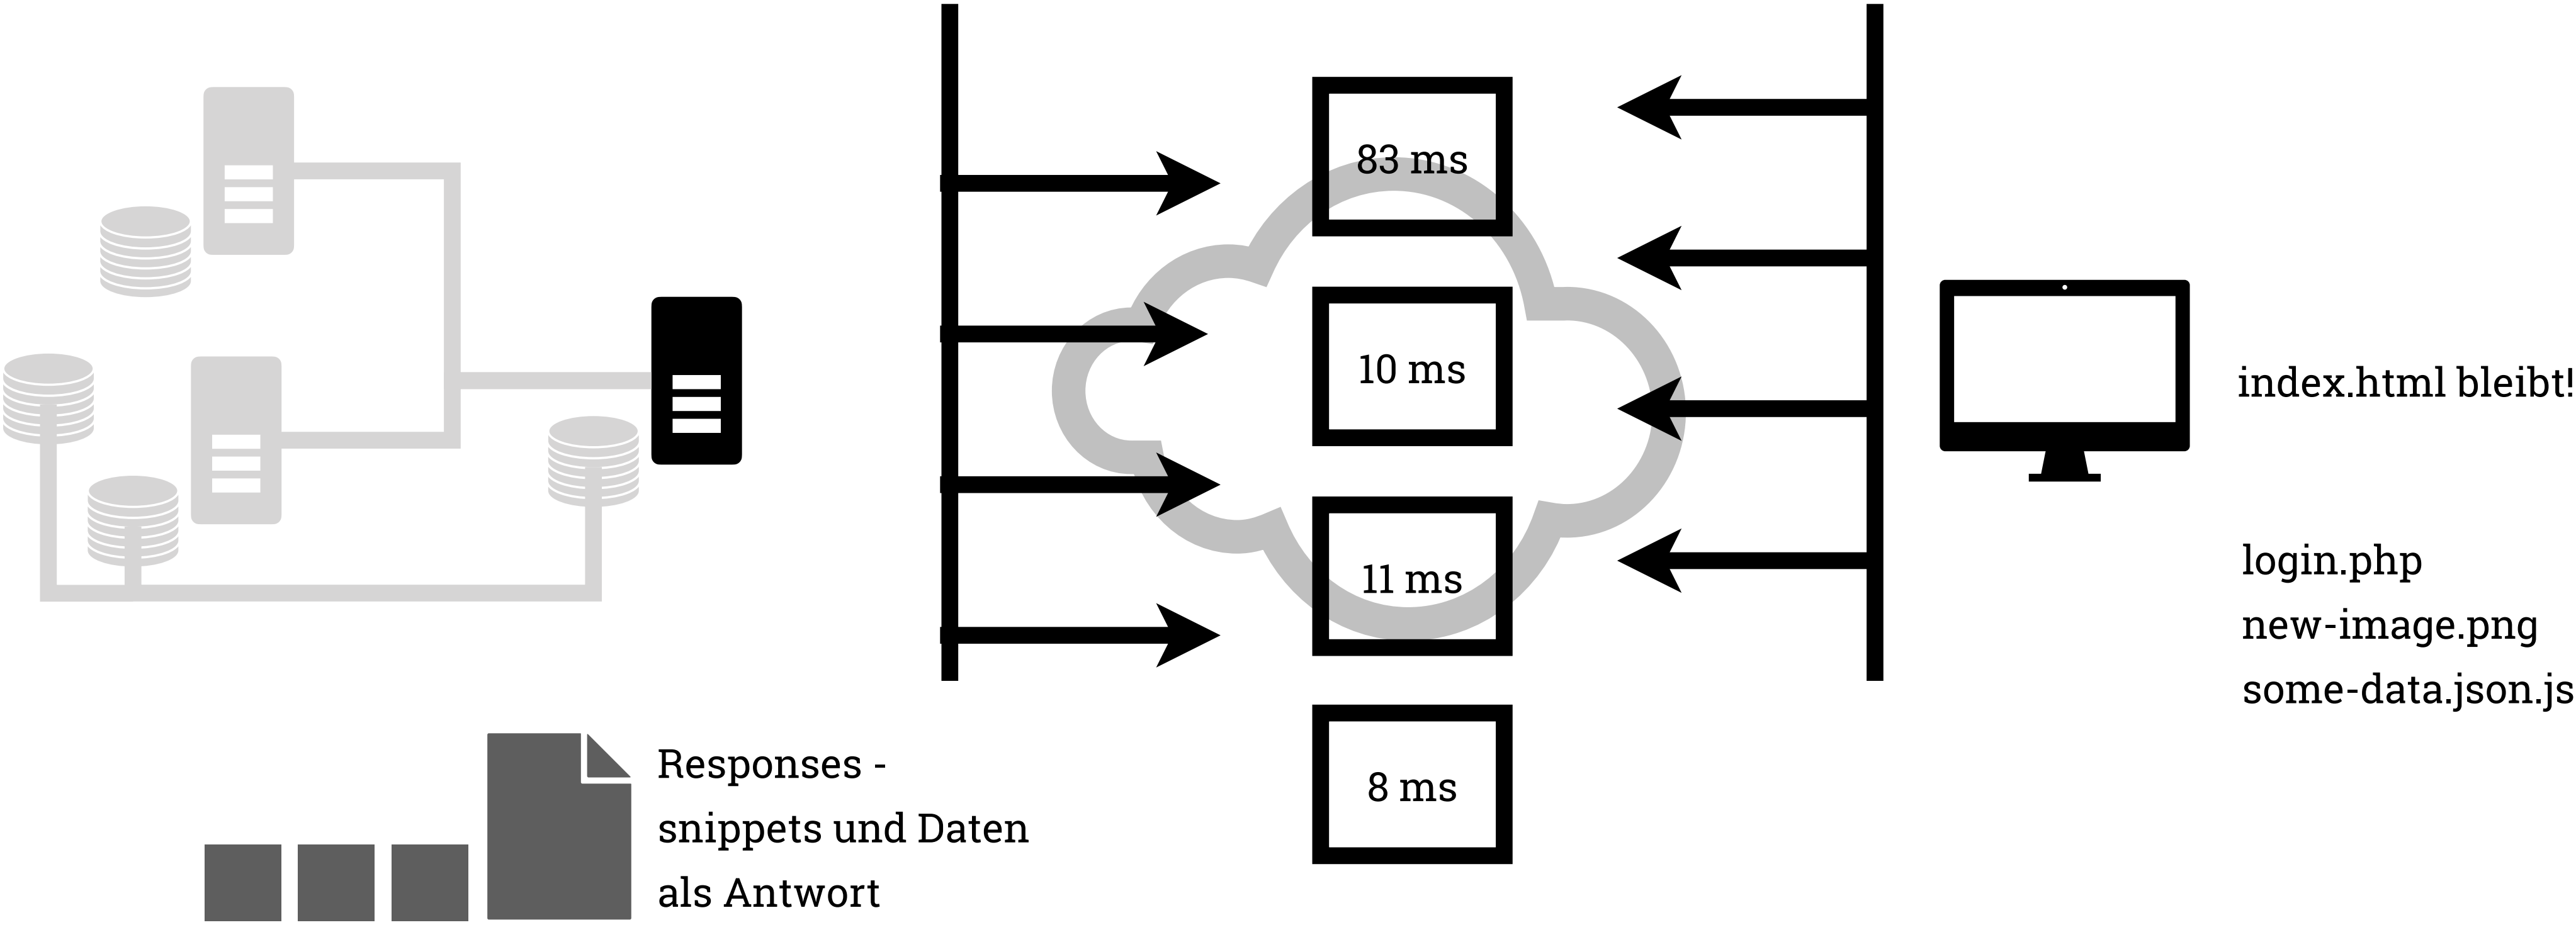 83 ms
10 ms
11 ms
8 ms
index.html bleibt!
login.php
new-image.png
some-data.json.js
Responses -
snippets und Daten
als Antwort